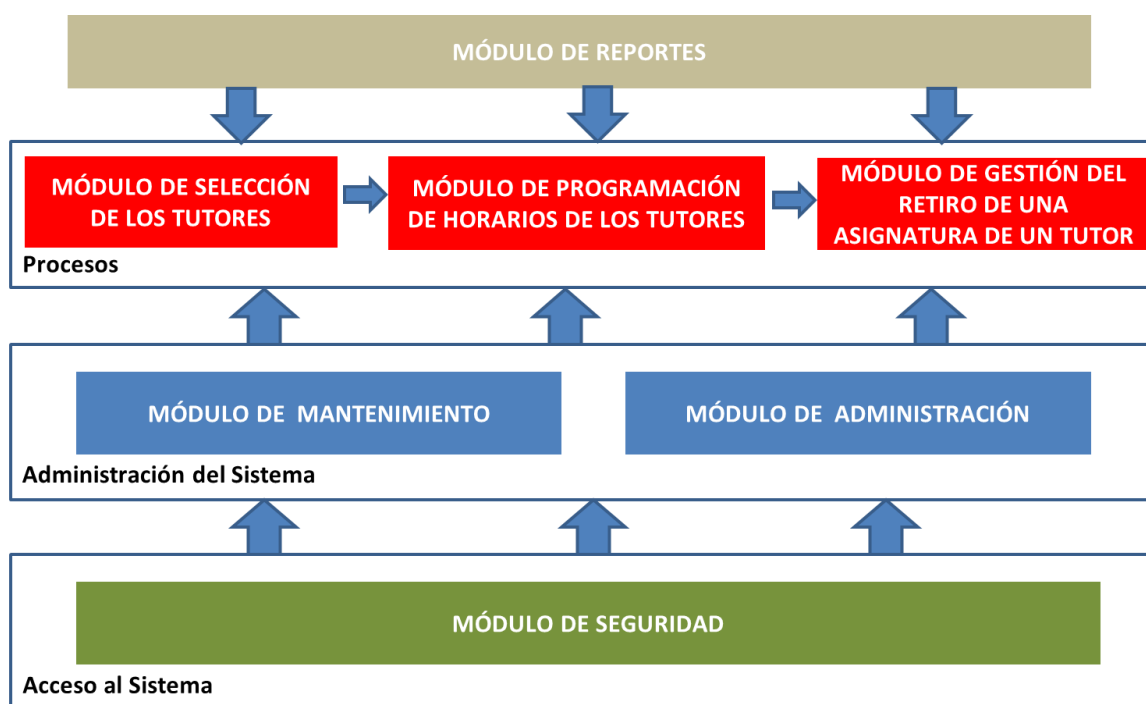 MÓDULO DE REPORTES
MÓDULO DE SELECCIÓN
DE LOS TUTORES
MÓDULO DE PROGRAMACIÓN
DE HORARIOS DE LOS TUTORES
MÓDULO DE GESTIÓN DEL
RETIRO DE UNA
ASIGNATURA DE UN TUTOR
Procesos
MÓDULO DE MANTENIMIENTO
MÓDULO DE ADMINISTRACIÓN
Administración del Sistema
MÓDULO DE SEGURIDAD
Acceso al Sistema